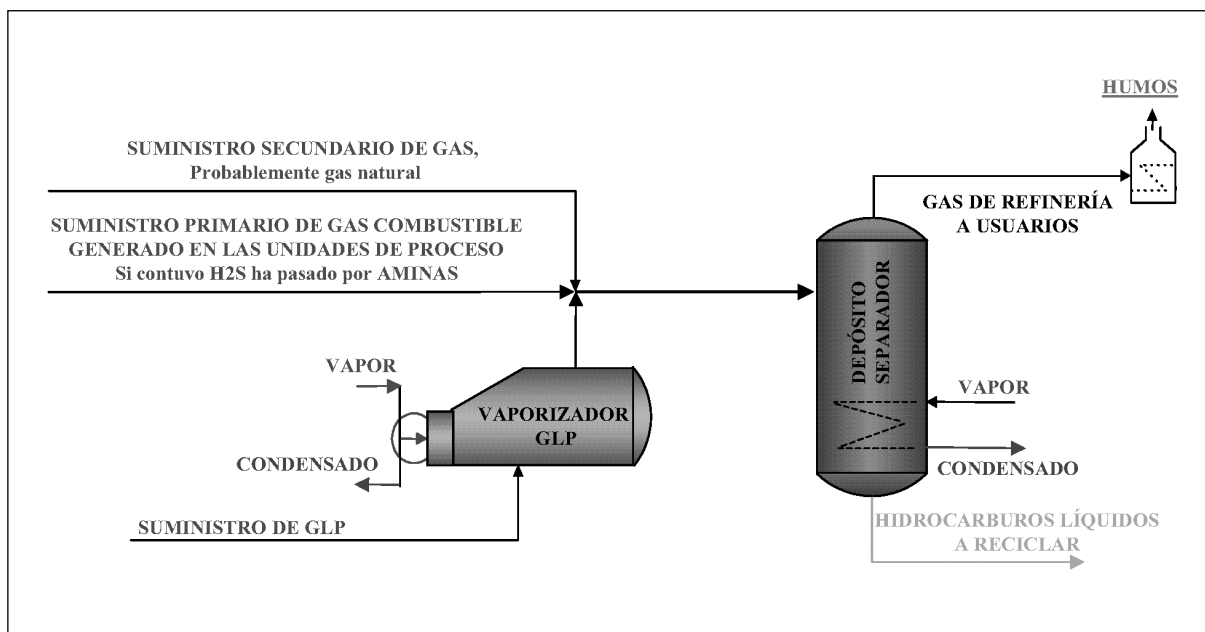 HUMOS
SUMINISTRO SECUNDARIO DE GAS,
Probablemente gas natural
GAS DE REFINERÍA
A USUARIOS
SUMINISTRO PRIMARIO DE GAS COMBUSTIBLE
GENERADO EN LAS UNIDADES DE PROCESO
Si contuvo H2S ha pasado por AMINAS
DEPÓSITO
SEPARADOR
VAPOR
VAPORIZADOR
GLP
CONDENSADO
VAPOR
CONDENSADO
SUMINISTRO DE GLP
HIDROCARBUROS LÍQUIDOS
A RECICLAR